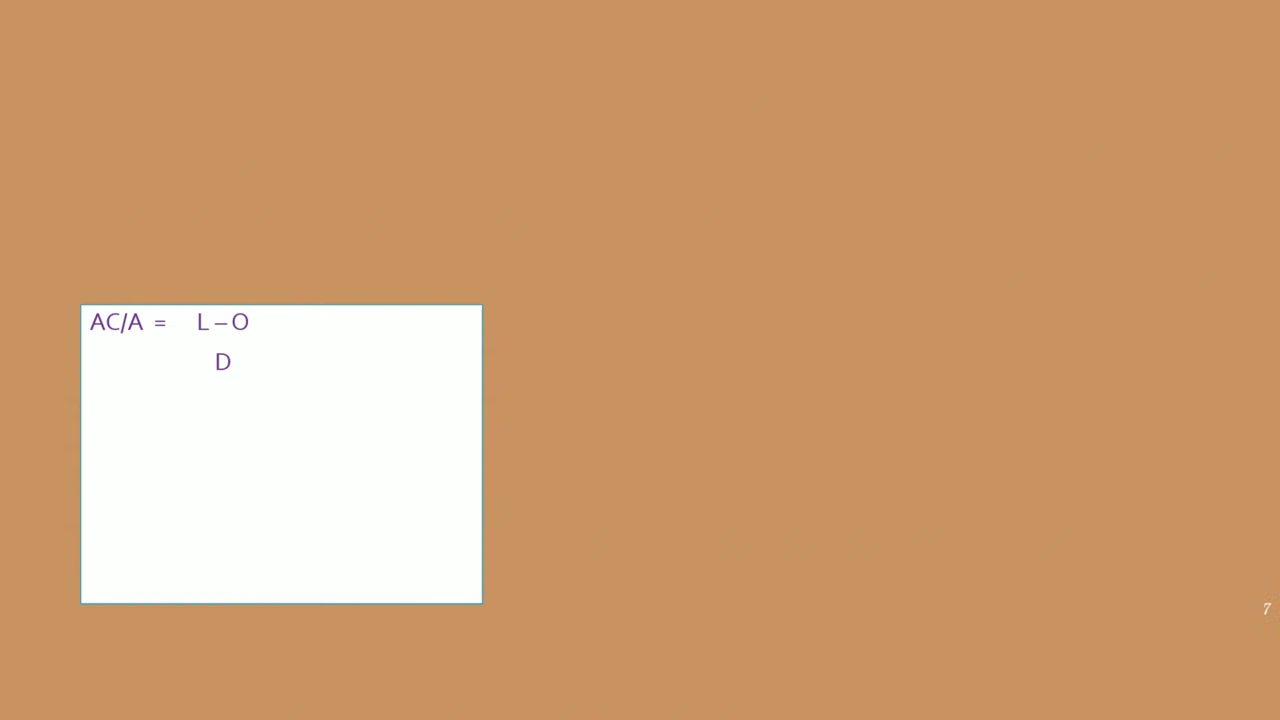 AC/A = L – O
D
7